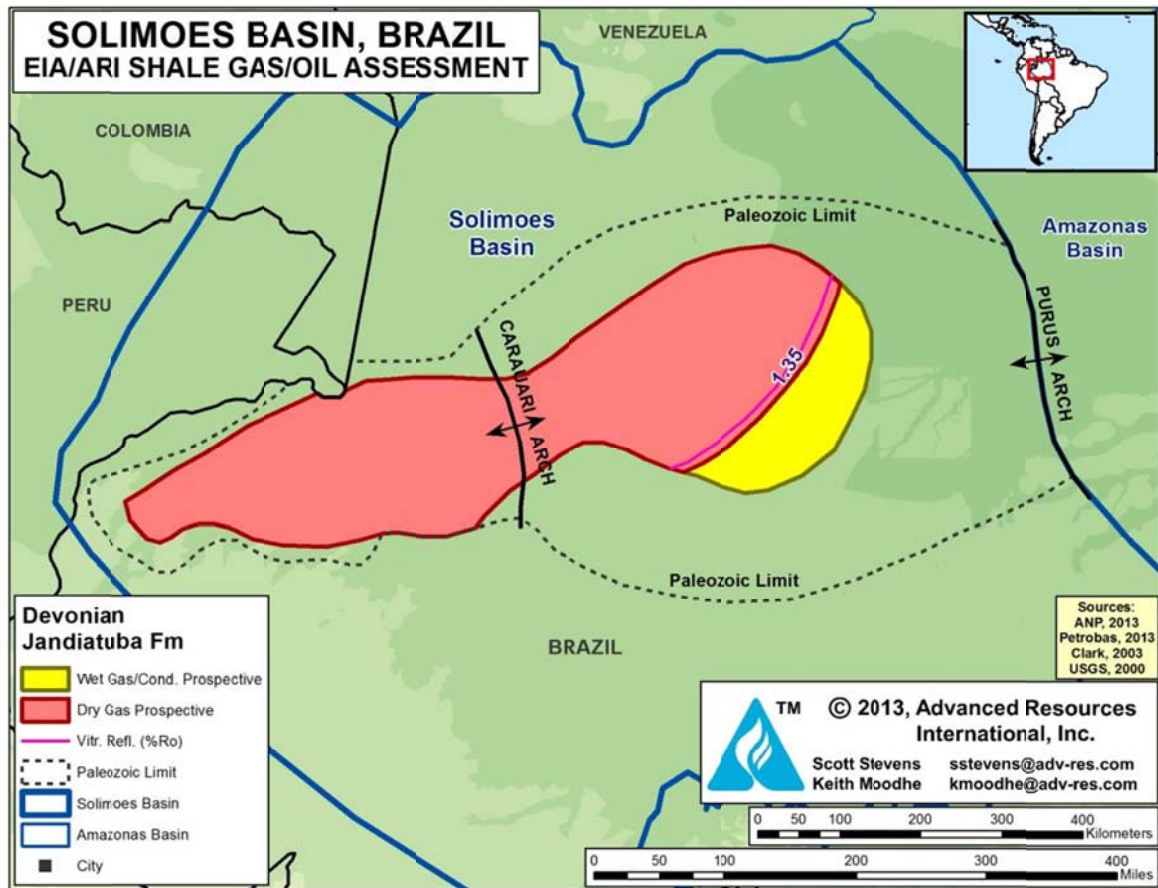 SOLIMOES BASIN, BRAZIL
EIA/ARI SHALE GAS/OIL ASSESSMENT
VENEZUELA
COLOMBIA
PERU
Solimoes
Basin
Paleozoic Limit
Amazonas
Basin
CARAUARI ARCH
1.35
PURUS ARCH
Paleozoic Limit
BRAZIL
Devonian
Jandiatuba Fm
Wet Gas/Cond. Prospective
Dry Gas Prospective
Vitr. Refl. (%Ro)
Paleozoic Limit
Solimoes Basin
Amazonas Basin
City
Sources:
ANP, 2013
Petrobas, 2013
Clark, 2003
USGS, 2000
TM
© 2013, Advanced Resources
International, Inc.
Scott Stevens sstevens@adv-res.com
Keith Moodhe kmoodhe@adv-res.com
0 50 100 200 300 400
Kilometers
0 50 100 200 300 400
Miles